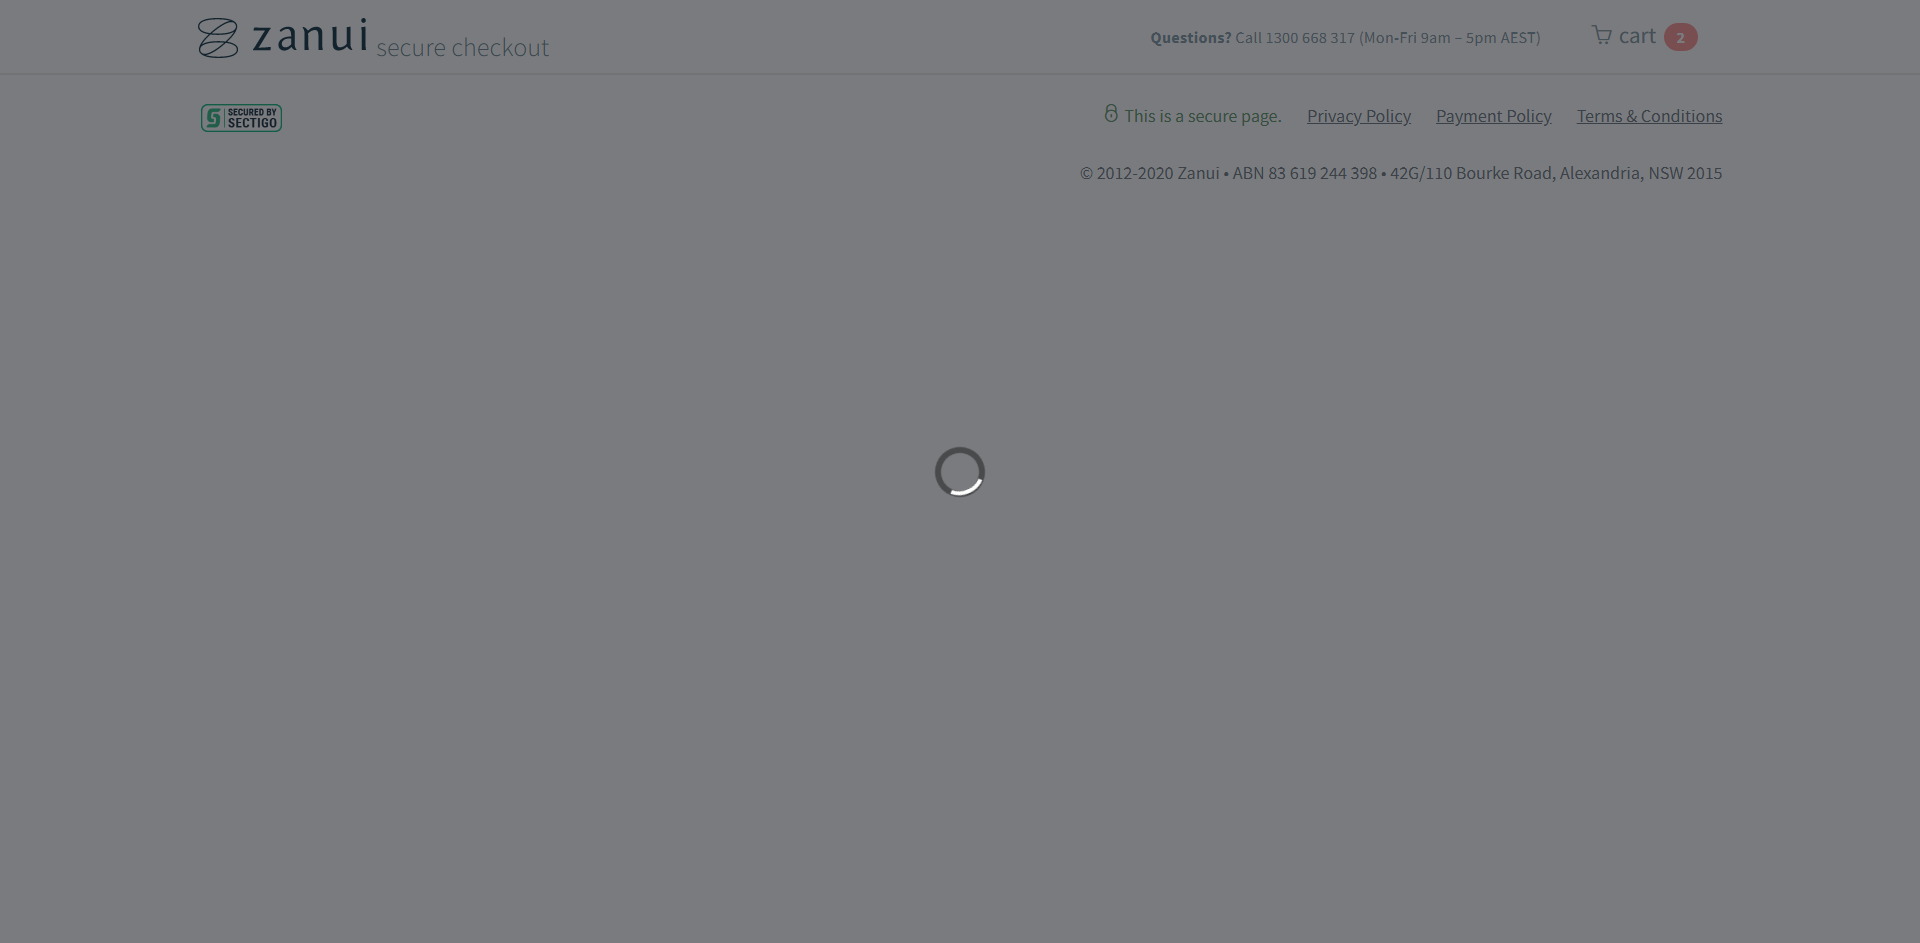 zanui secure checkout
Questions? Call 1300 668 317 (Mon-Fri 9am – 5pm AEST)
cart 2
SECURED BY
SECTIGO
This is a secure page. Privacy Policy Payment Policy Terms & Conditions
© 2012-2020 Zanui • ABN 83 619 244 398 • 42G/110 Bourke Road, Alexandria, NSW 2015